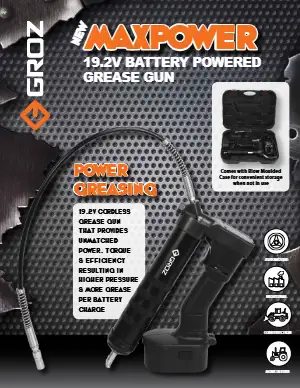 GROZ
NEW
MAXPOWER
19.2V BATTERY POWERED
GREASE GUN
Comes with Blow Moulded
Case for convenient storage
when not in use
POWER
GREASING
19.2V CORDLESS
GREASE GUN
THAT PROVIDES
UNMATCHED
POWER, TORQUE
& EFFICIENCY
RESULTING IN
HIGHER PRESSURE
& MORE GREASE
PER BATTERY
CHARGE
GROZ